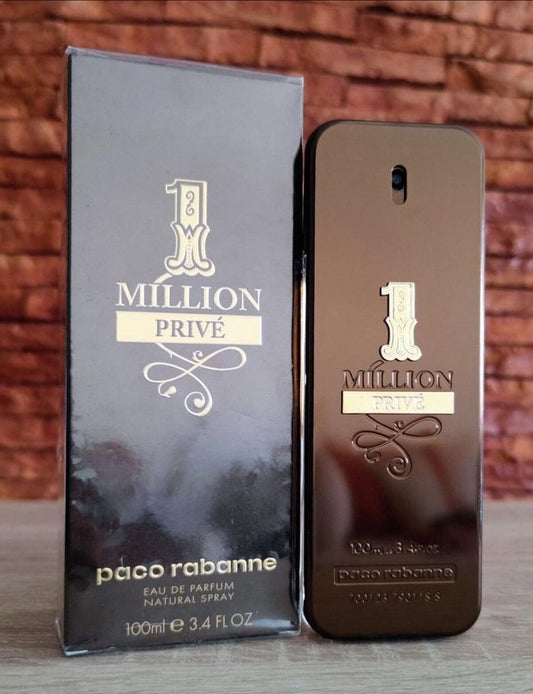 1
MILLION
PRIVÉ
paco rabanne
EAU DE PARFUM
NATURAL SPRAY
100ml e 3.4 FL OZ
1
MILLION
PRIVÉ
paco rabanne